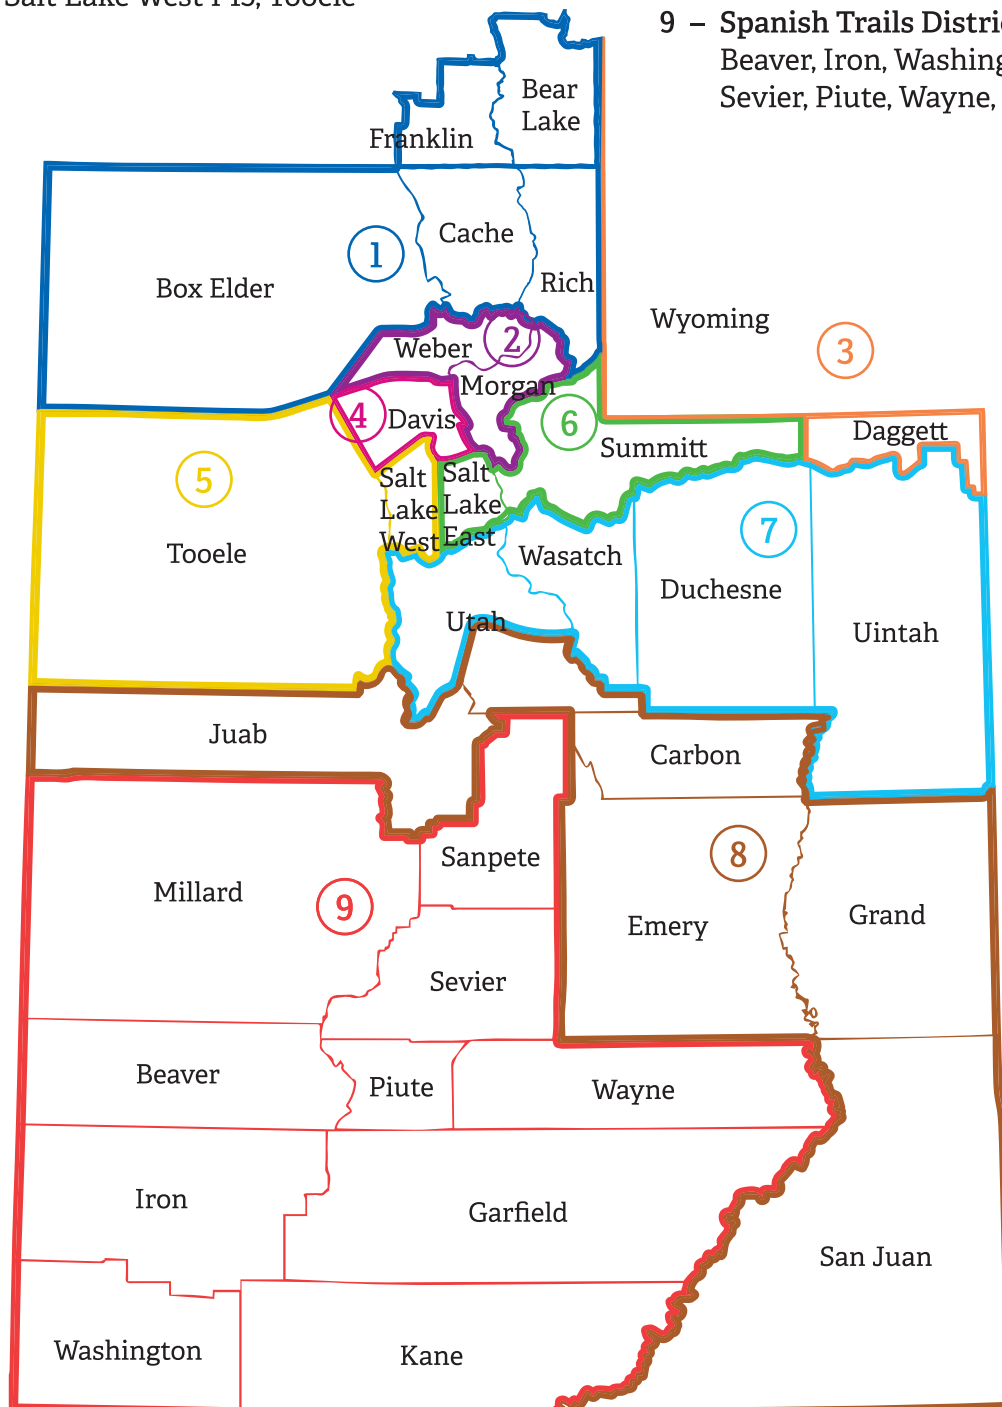 9 – Spanish Trails
Beaver, Iron,
Sevier, Piute, Wayne,
Bear
Lake
Franklin
Cache
1
Box Elder
Rich
Wyoming
2
3
Weber
Morgan
4
Davis
6
Summitt
Daggett
5
Salt
Lake
West
Salt
Lake
East
7
Tooele
Wasatch
Duchesne
Utah
Uintah
Juab
Carbon
8
Sanpete
Millard
9
Emery
Grand
Sevier
Beaver
Piute
Wayne
Iron
Garfield
San Juan
Washington
Kane